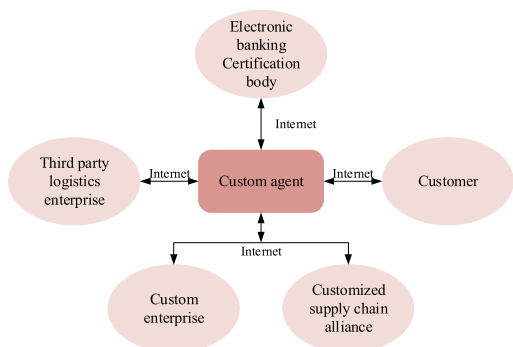 Electronic
banking
Certification
body
Internet
Third party
logistics
enterprise
Internet
Custom agent
Internet
Customer
Internet
Custom
enterprise
Customized
supply chain
alliance